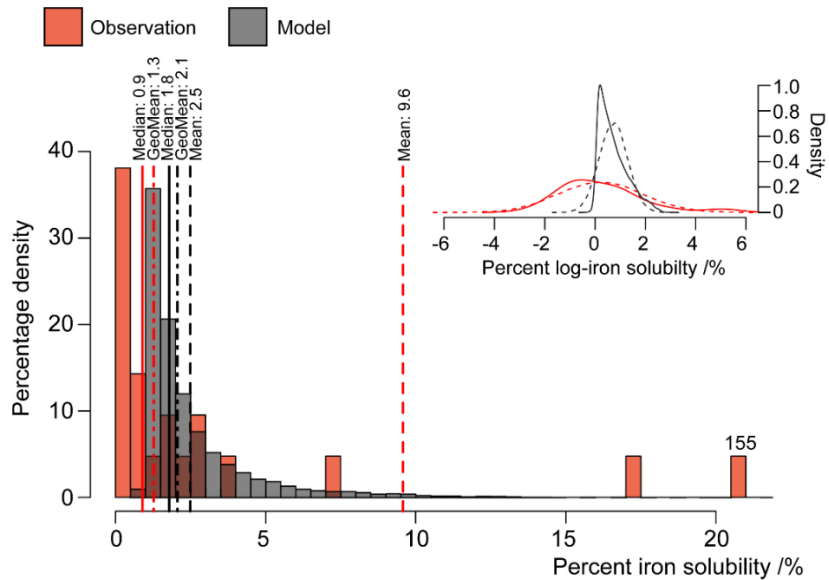 Observation
Model
Median: 0.9
GeoMean: 1.3
Median: 1.8
GeoMean: 2.1
Mean: 2.5
Mean: 9.6
40
30
20
10
0
Percentage density
0
5
10
15
20
Percent iron solubility /%
155
1.0
0.8
0.6
0.4
0.2
0
Density
-6
-4
-2
0
2
4
6
Percent log-iron solubilty /%